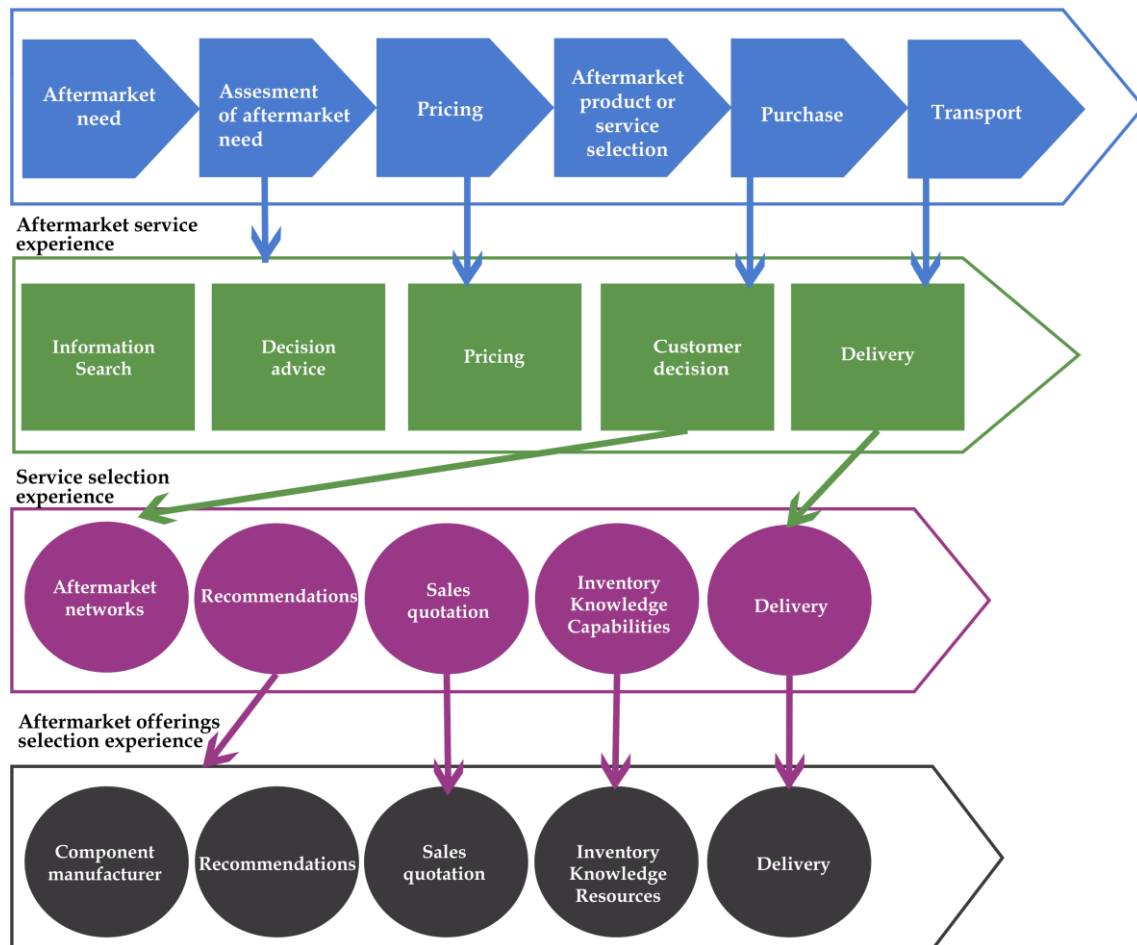 Aftermarket
need
Assesment
of aftermarket
need
Pricing
Aftermarket
product or
service
selection
Purchase
Transport
Aftermarket service
experience
Information
Search
Decision
advice
Pricing
Customer
decision
Delivery
Service selection
experience
Aftermarket
networks
Recommendations
Sales
quotation
Inventory
Knowledge
Capabilities
Delivery
Aftermarket offerings
selection experience
Component
manufacturer
Recommendations
Sales
quotation
Inventory
Knowledge
Resources
Delivery